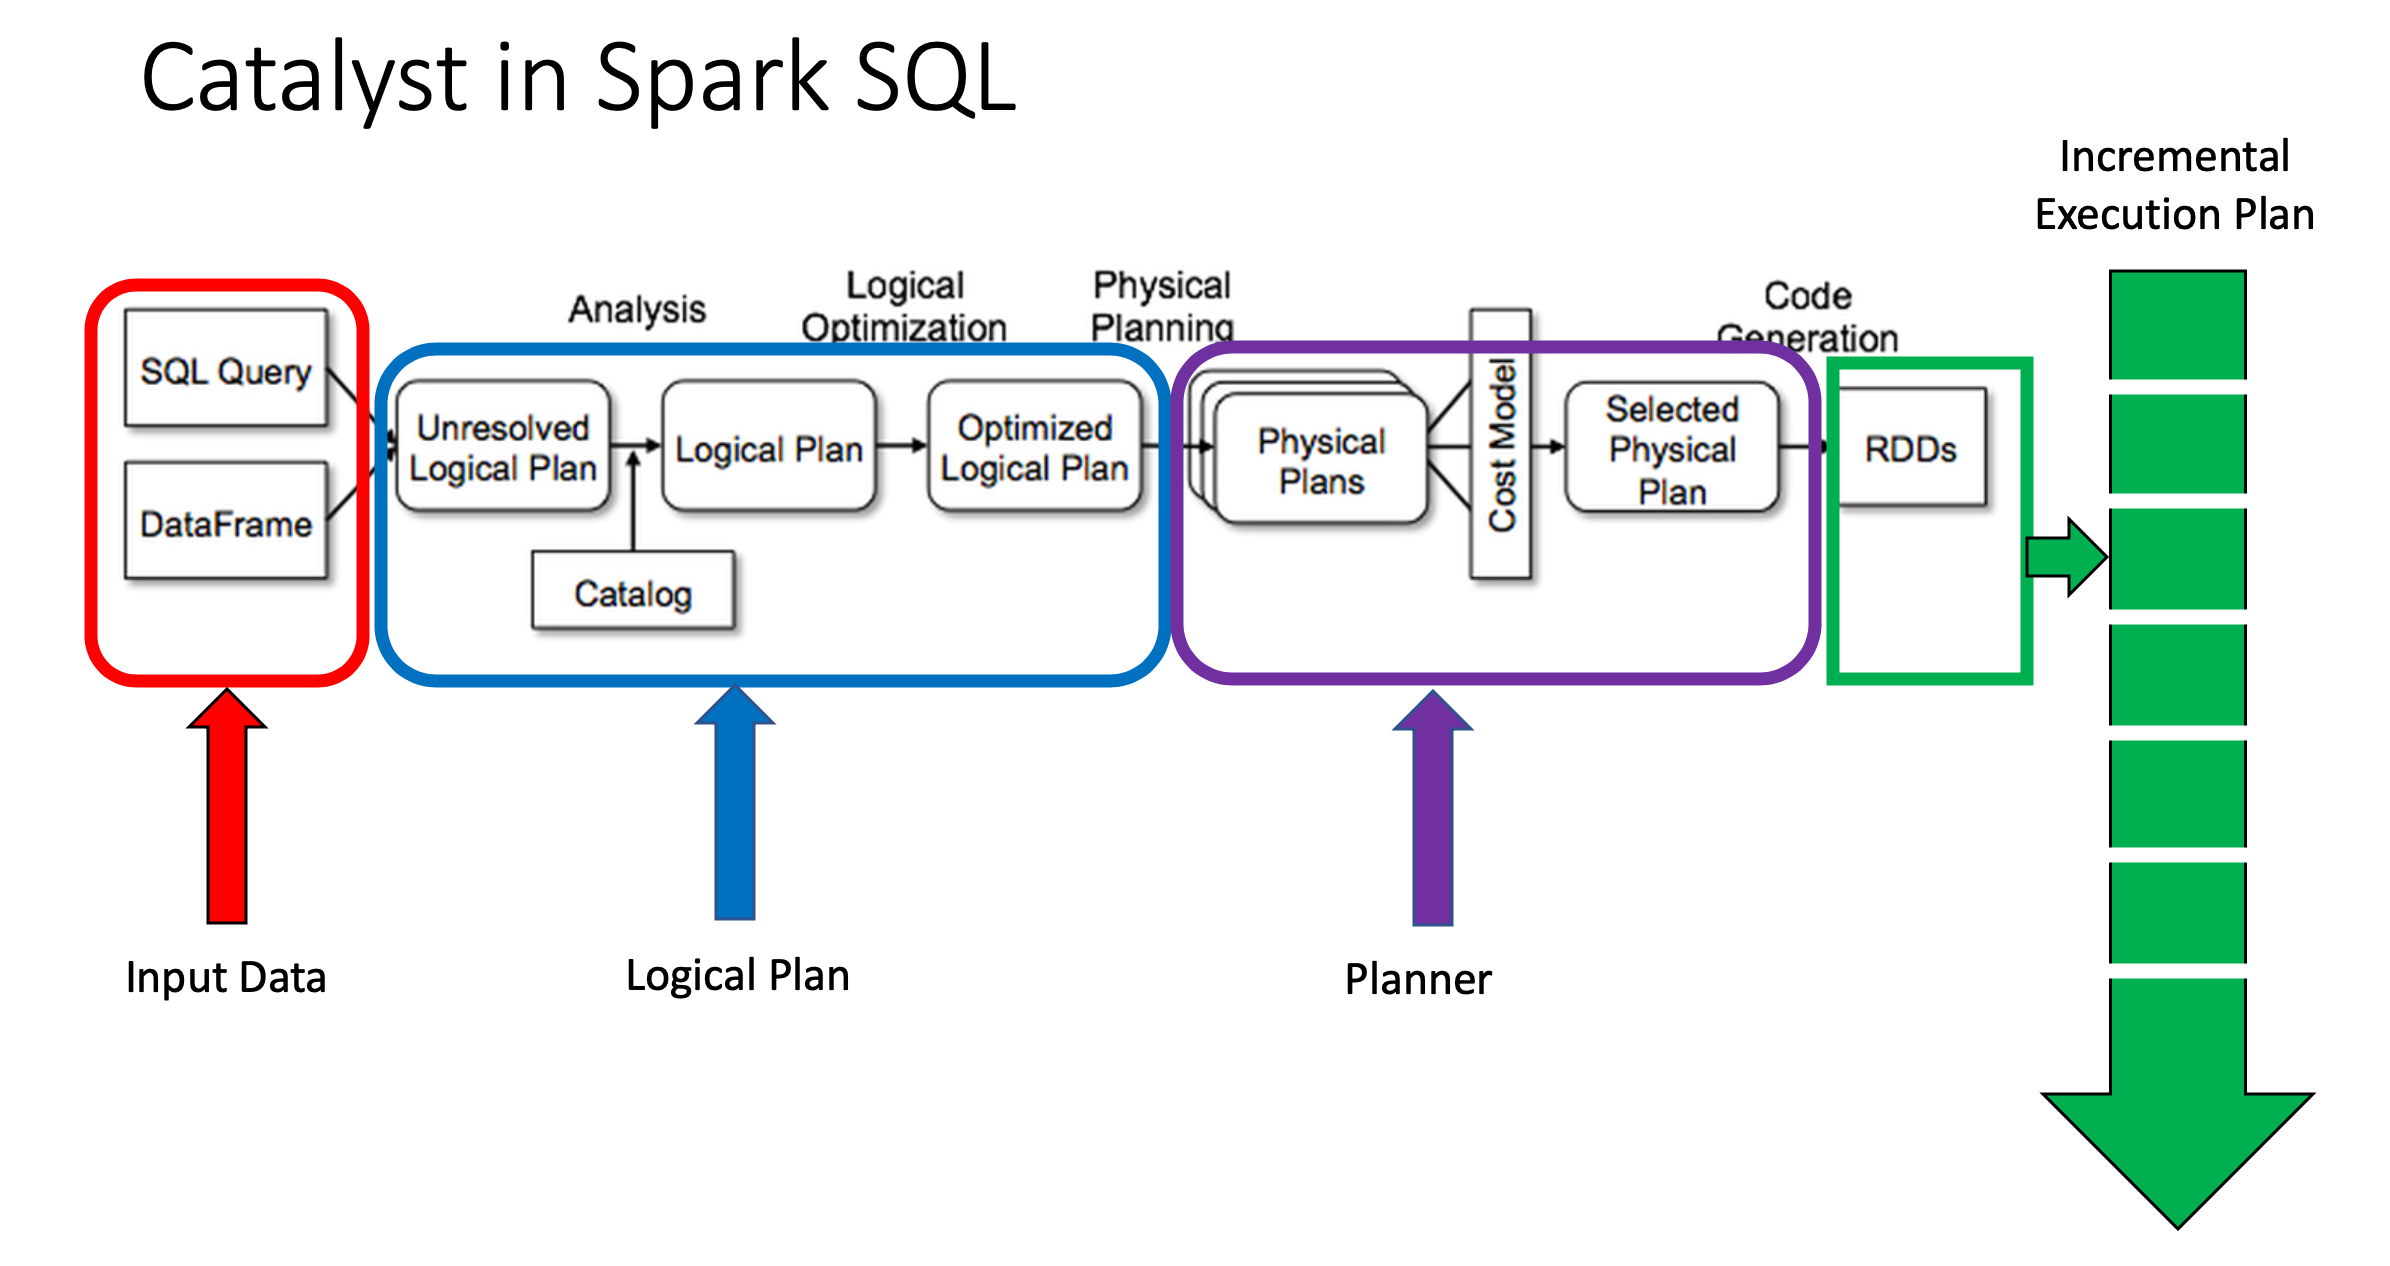 Catalyst in Spark SQL
Incremental
Execution Plan
Analysis
Logical
Optimization
Physical
Planning
Code
Generation
SQL Query
DataFrame
Unresolved
Logical Plan
Catalog
Logical Plan
Optimized
Logical Plan
Physical
Plans
Cost Model
Selected
Physical
Plan
RDDs
Input Data
Logical Plan
Planner